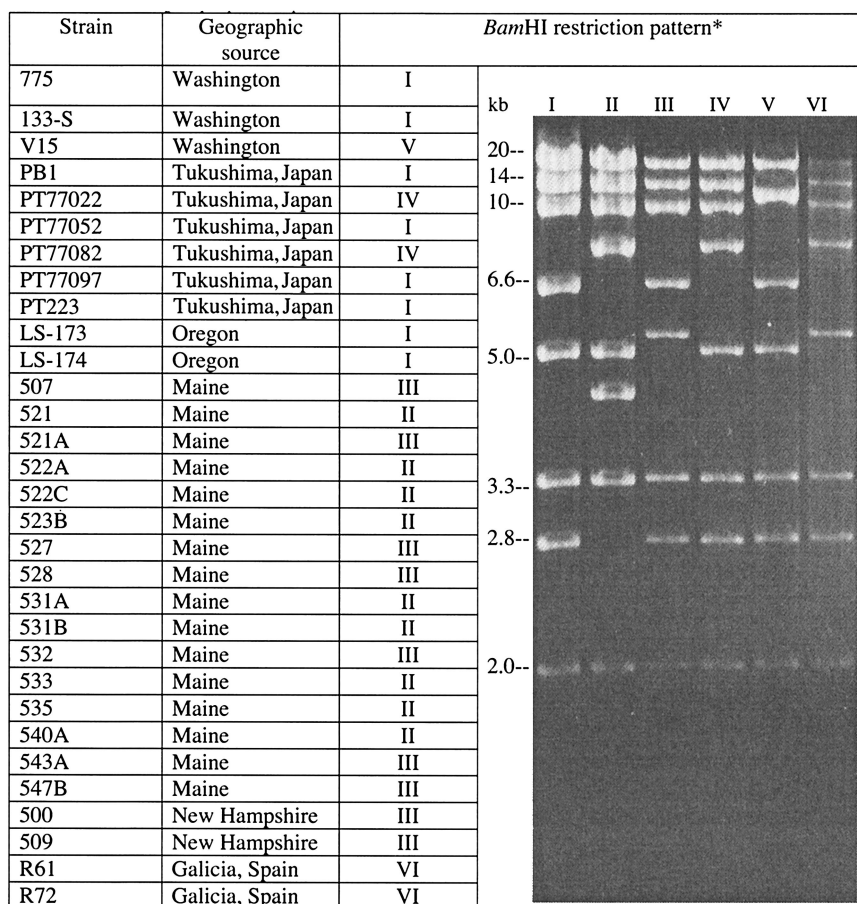 Strain Geographic source BamHI restriction pattern*
775 Washington I
133-S Washington I
V15 Washington V
PB1 Tukushima, Japan I
PT77022 Tukushima, Japan IV
PT77052 Tukushima, Japan I
PT77082 Tukushima, Japan IV
PT77097 Tukushima, Japan I
PT223 Tukushima, Japan I
LS-173 Oregon I
LS-174 Oregon I
507 Maine III
521 Maine II
521A Maine III
522A Maine II
522C Maine II
523B Maine II
527 Maine III
528 Maine III
531A Maine II
531B Maine II
532 Maine III
533 Maine II
535 Maine II
540A Maine II
543A Maine III
547B Maine III
500 New Hampshire III
509 New Hampshire III
R61 Galicia, Spain VI
R72 Galicia, Spain VI
kb I II III IV V VI
20--
14--
10--
6.6--
5.0--
3.3--
2.8--
2.0--